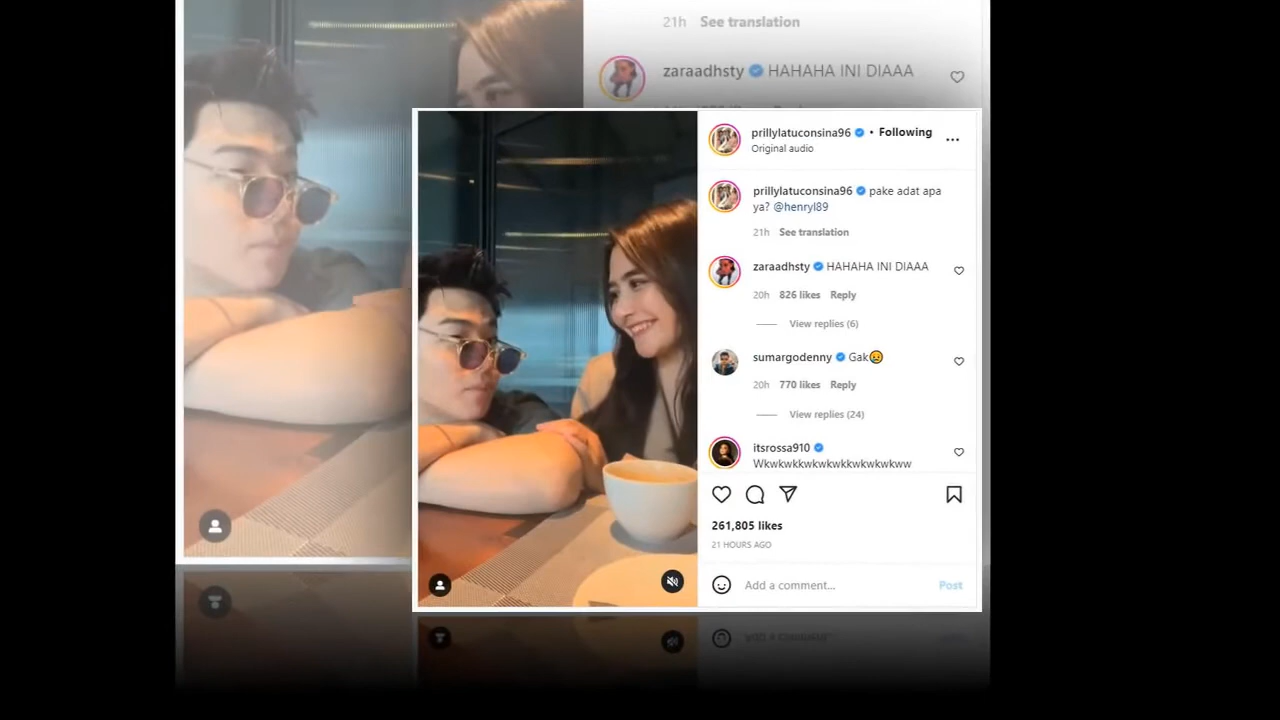 21h See translation
zaraadhsty HAHAHA INI DIAAA
prillylatuconsina96 • Following
Original audio
prillylatuconsina96 pake adat apa
ya? @henryl89
21h See translation
zaraadhsty HAHAHA INI DIAAA
20h 826 likes Reply
View replies (6)
sumargodenny Gak😥
20h 770 likes Reply
View replies (24)
itsrossa910
Wkwkwkkwkwkwkkwkwkwkww
261,805 likes
21 HOURS AGO
Add a comment...
Post